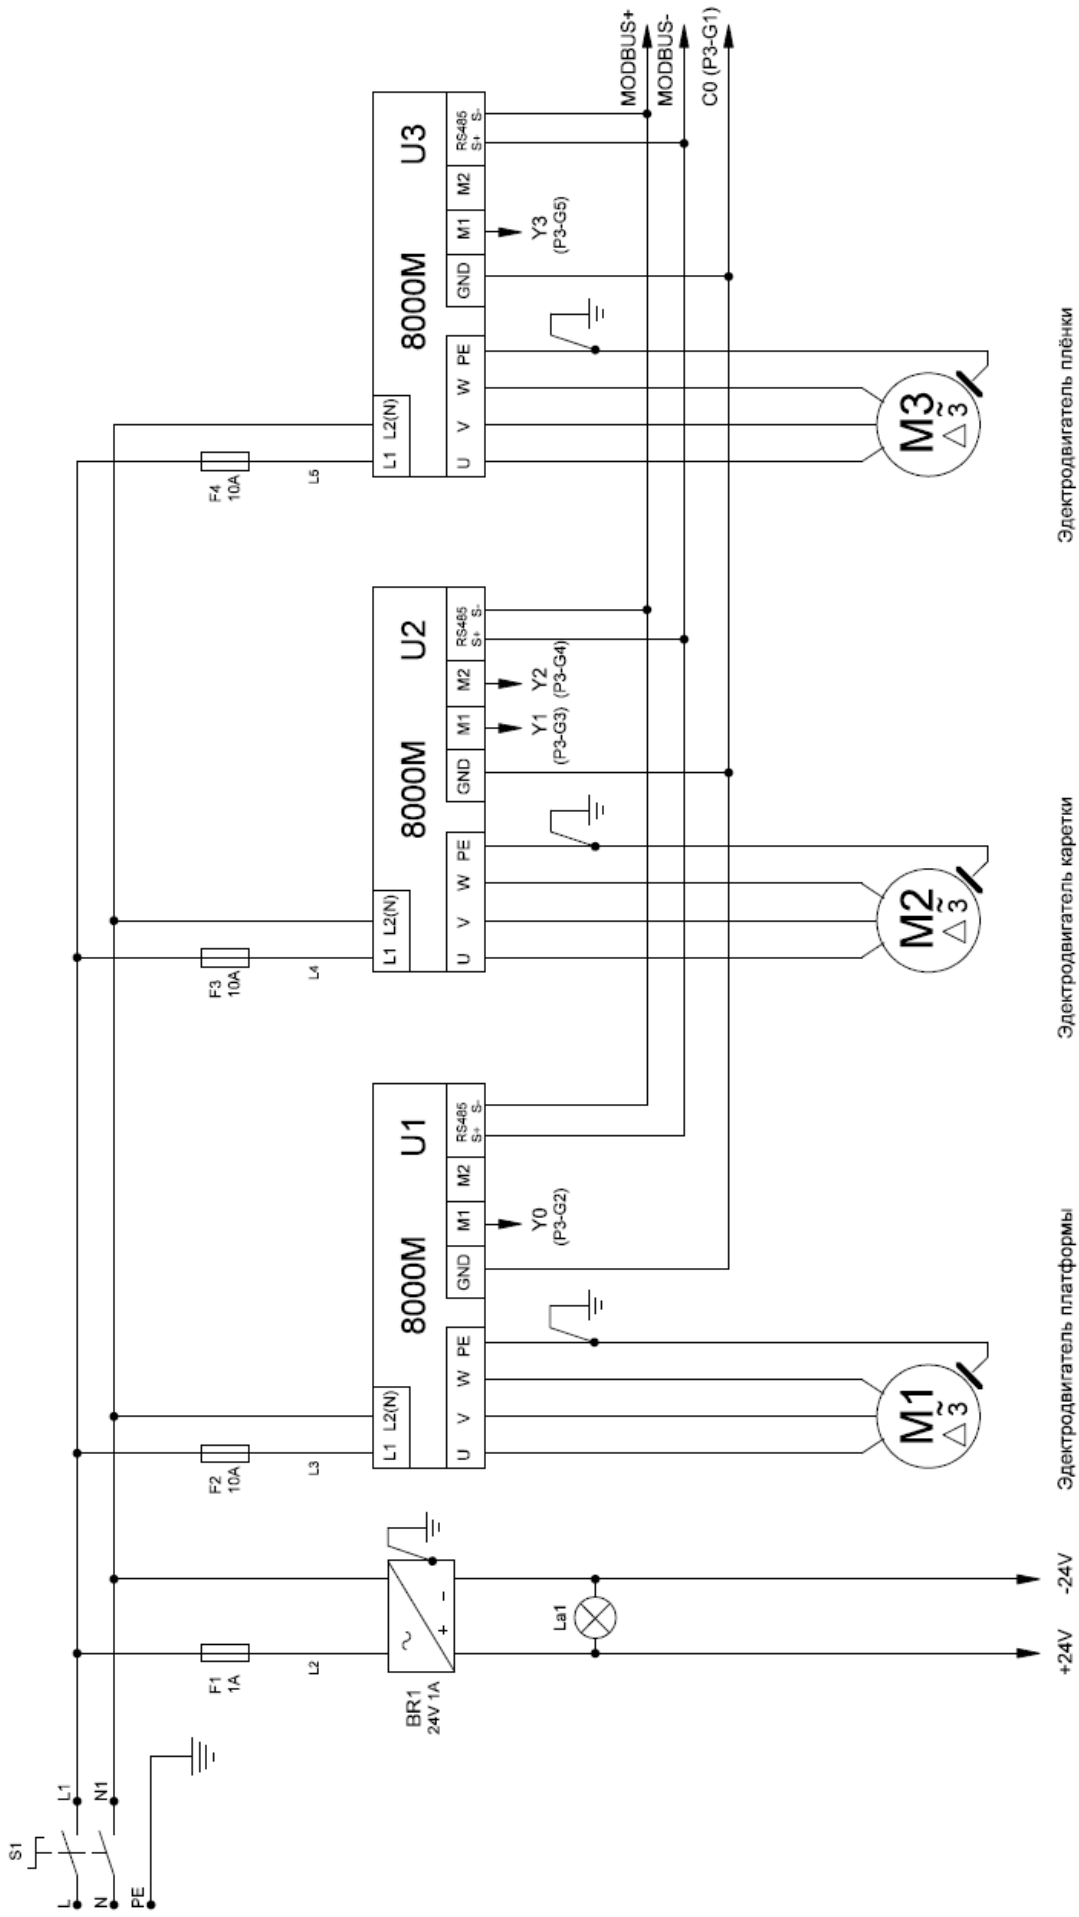 S1
L
N
PE
L1
N1
F1
1A
L2
BR1
24V 1A
~
+ -
La1
+24V
-24V
F2
10A
L3
L1 L2(N)
8000M
U1
U V W PE
GND
M1
M2
RS485
S+ S-
Y0
(P3-G2)
M1
~
△ 3
Эдектродвигатель платформы
F3
10A
L4
L1 L2(N)
8000M
U2
U V W PE
GND
M1
M2
RS485
S+ S-
Y1
(P3-G3)
Y2
(P3-G4)
M2
~
△ 3
Эдектродвигатель каретки
F4
10A
L5
L1 L2(N)
8000M
U3
U V W PE
GND
M1
M2
RS485
S+ S-
Y3
(P3-G5)
M3
~
△ 3
Эдектродвигатель плёнки
MODBUS+
MODBUS-
C0 (P3-G1)